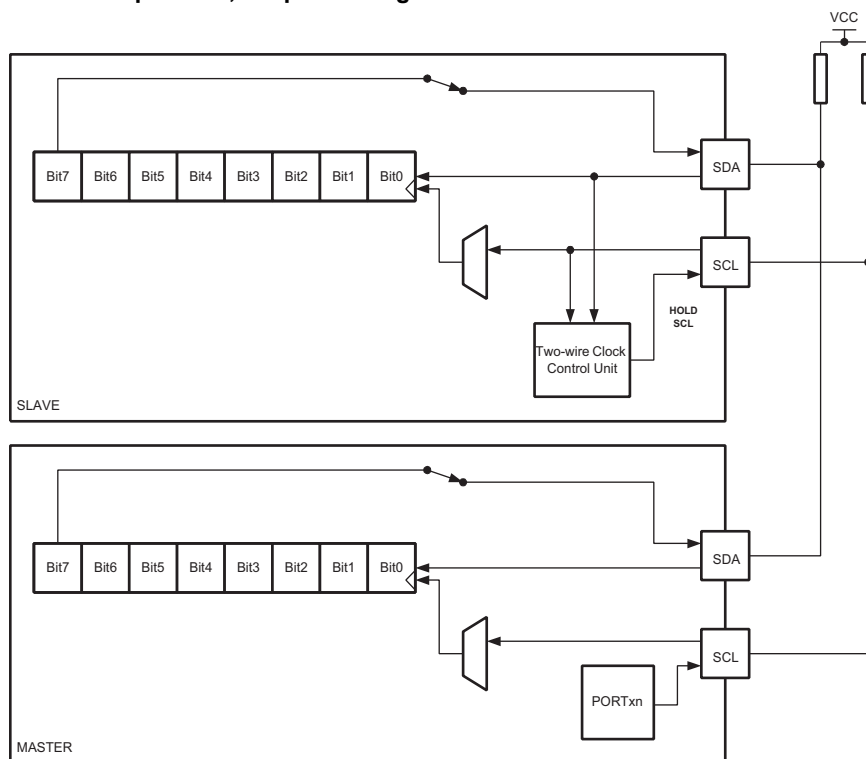 VCC
Bit7 Bit6 Bit5 Bit4 Bit3 Bit2 Bit1 Bit0
SDA
SCL
HOLD
SCL
Two-wire Clock
Control Unit
SLAVE
Bit7 Bit6 Bit5 Bit4 Bit3 Bit2 Bit1 Bit0
SDA
SCL
PORTxn
MASTER